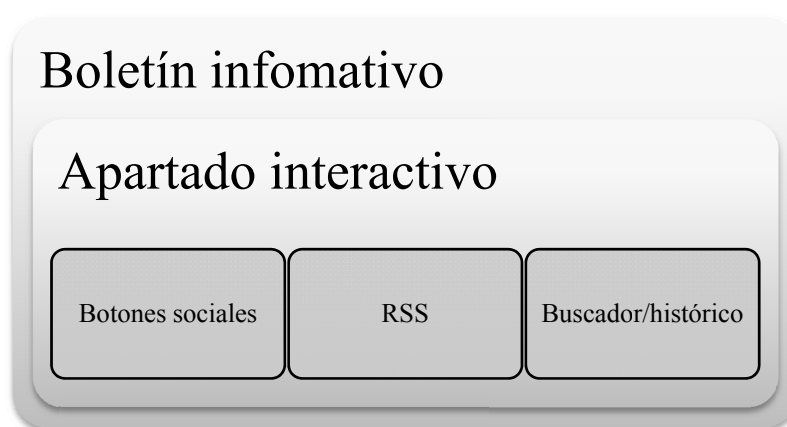 Boletín infomativo
Apartado interactivo
Botones sociales
RSS
Buscador/histórico